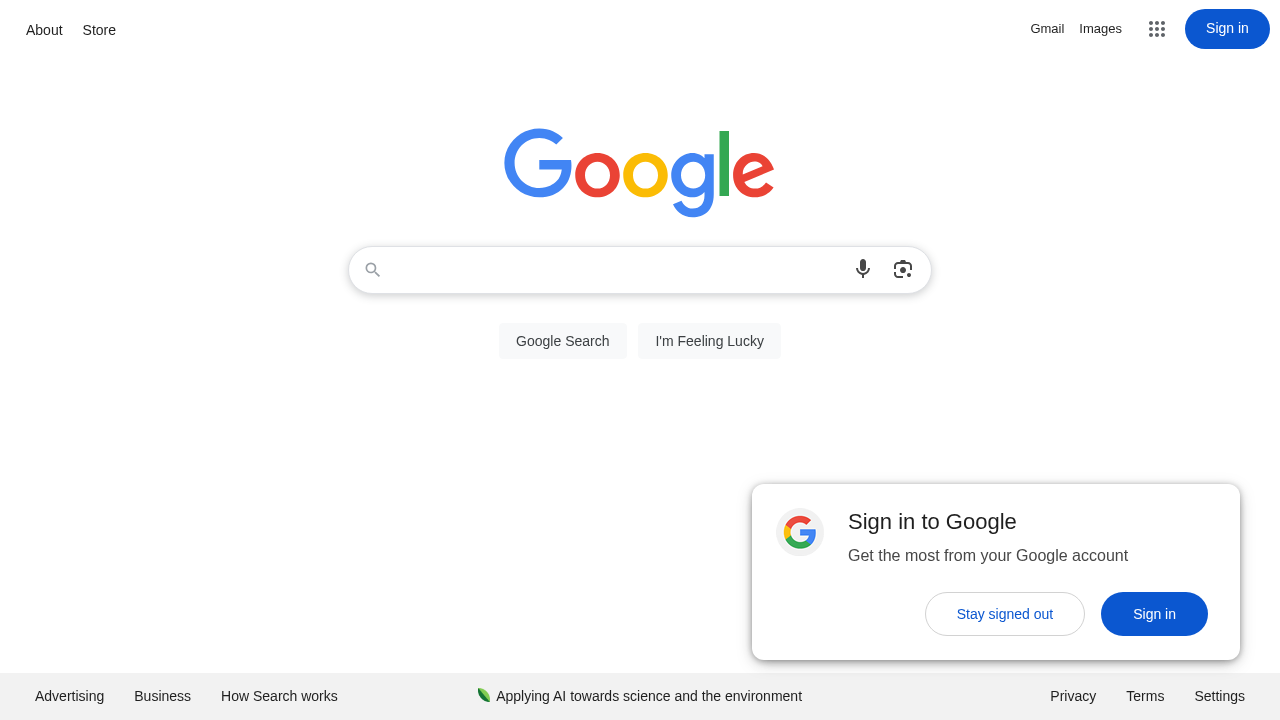 About Store
Gmail Images Sign in
Google
Google Search I'm Feeling Lucky
Sign in to Google
Get the most from your Google account
Stay signed out Sign in
Advertising Business How Search works
Applying AI towards science and the environment
Privacy Terms Settings